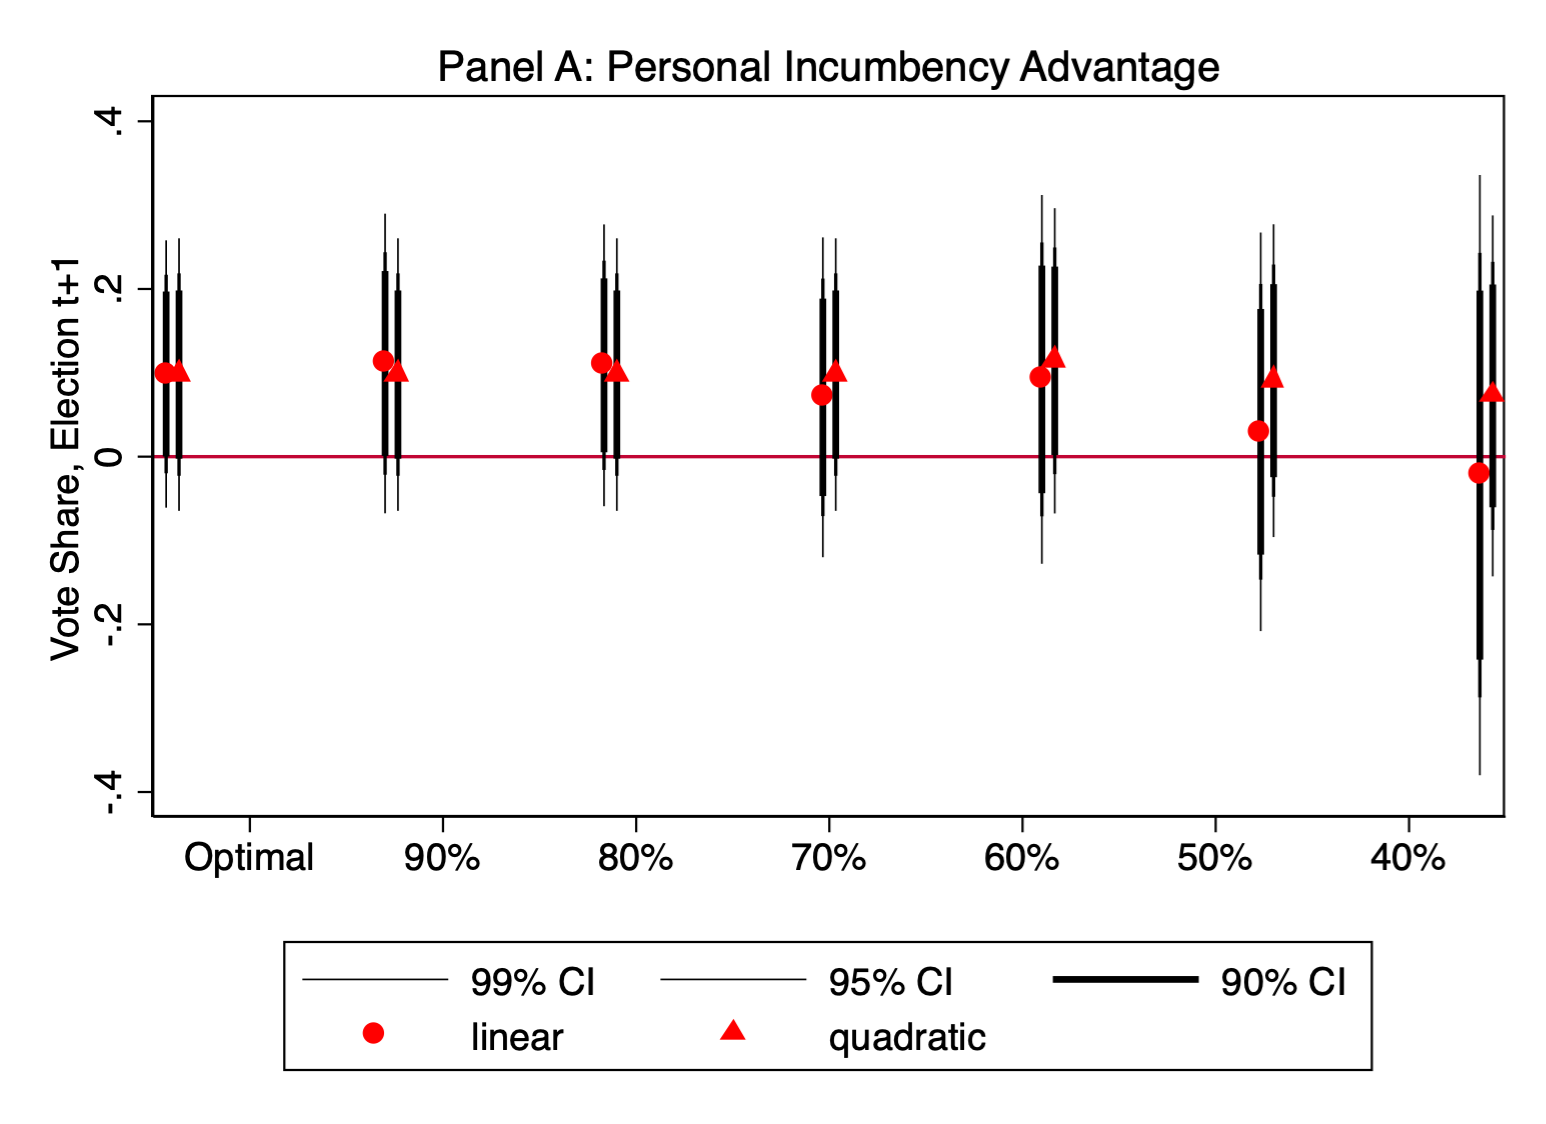 Panel A: Personal Incumbency Advantage
Vote Share, Election t+1
.4
.2
0
-.2
-.4
Optimal 90% 80% 70% 60% 50% 40%
99% CI 95% CI 90% CI
linear quadratic